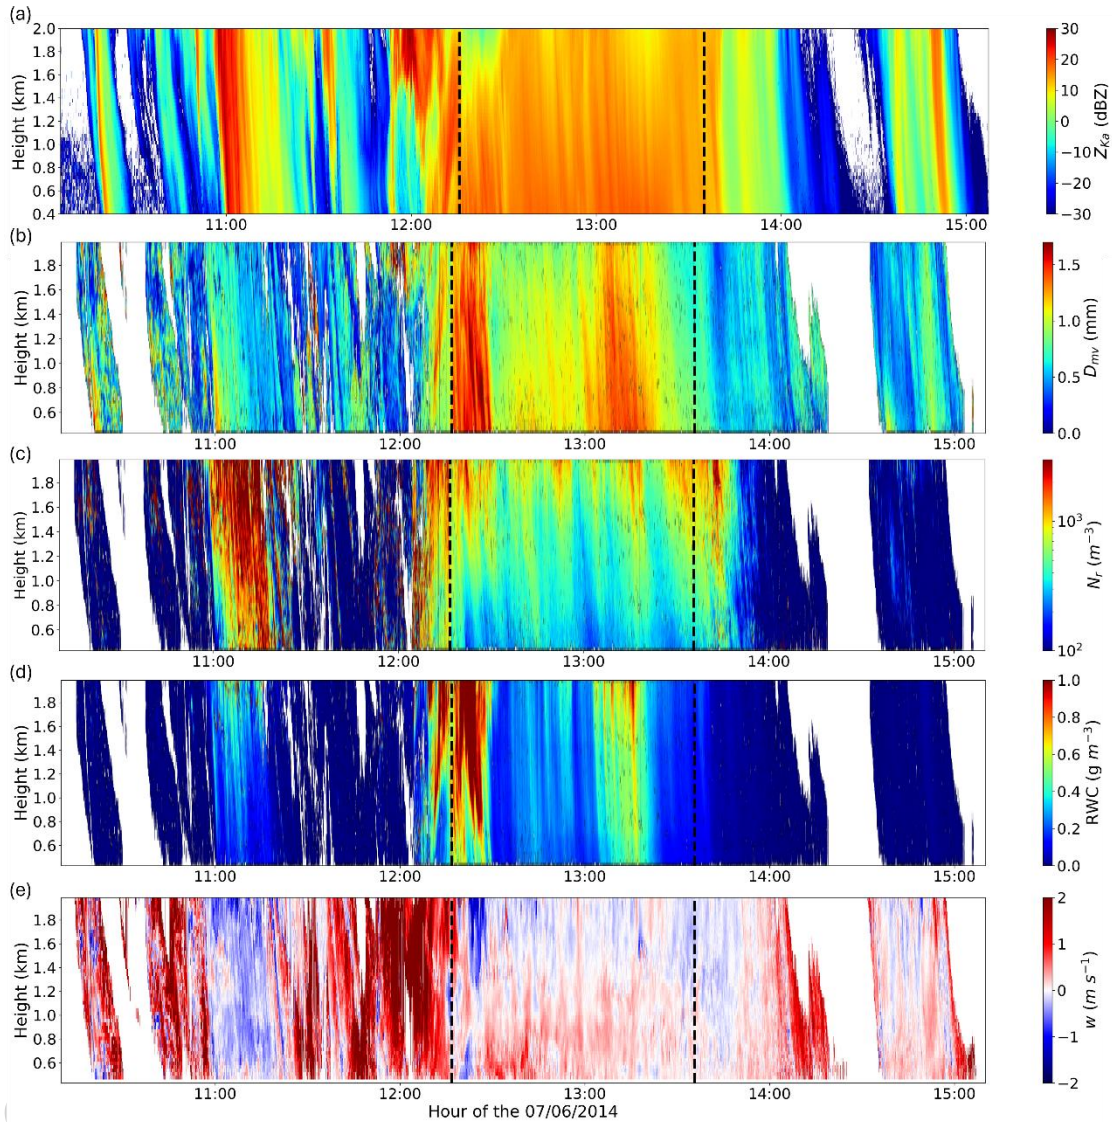 (a)
2.0
1.8
1.6
1.4
1.2
1.0
0.8
0.6
0.4
Height (km)
11:00 12:00 13:00 14:00 15:00
30
20
10
0
−10
−20
−30
Z_Ka (dBZ)
(b)
1.8
1.6
1.4
1.2
1.0
0.8
0.6
Height (km)
11:00 12:00 13:00 14:00 15:00
1.5
1.0
0.5
0.0
D_mv (mm)
(c)
1.8
1.6
1.4
1.2
1.0
0.8
0.6
Height (km)
11:00 12:00 13:00 14:00 15:00
10³
10²
N_r (m⁻³)
(d)
1.8
1.6
1.4
1.2
1.0
0.8
0.6
Height (km)
11:00 12:00 13:00 14:00 15:00
1.0
0.8
0.6
0.4
0.2
0.0
RWC (g m⁻³)
(e)
1.8
1.6
1.4
1.2
1.0
0.8
0.6
Height (km)
11:00 12:00 13:00 14:00 15:00
Hour of the 07/06/2014
2
1
0
−1
−2
w (m s⁻¹)